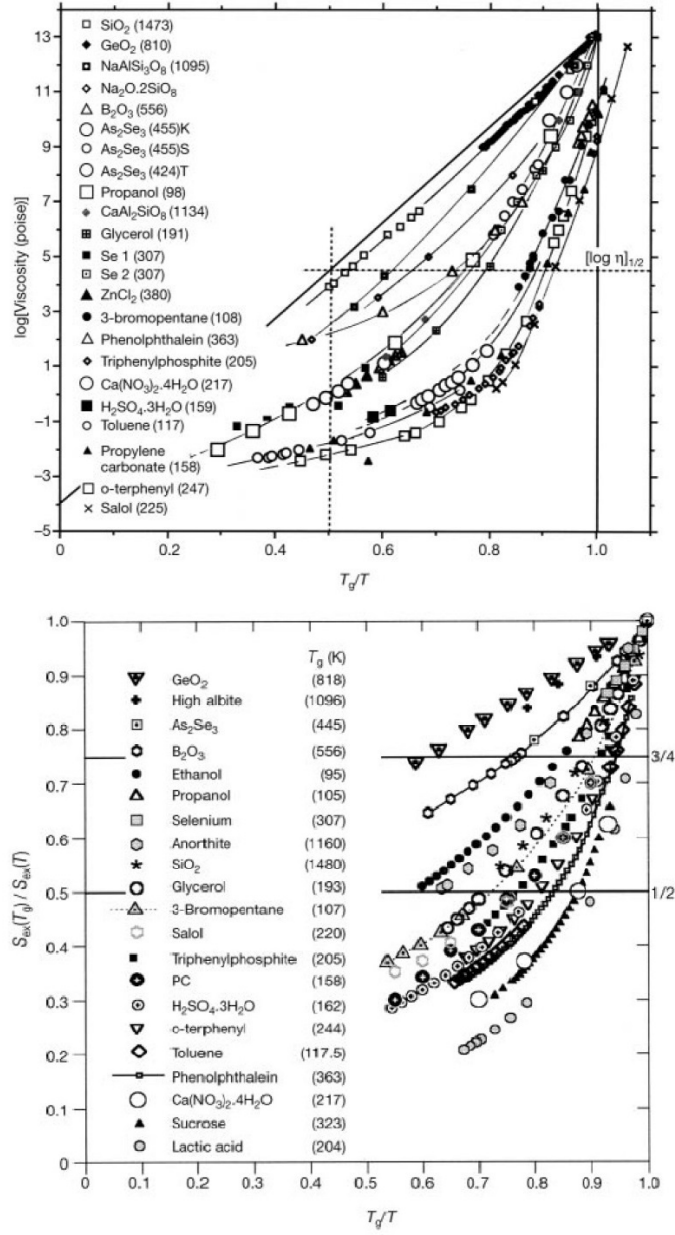 13
11
9
7
5
3
1
−1
−3
−5
log[Viscosity (poise)]
SiO₂ (1473)
GeO₂ (810)
NaAlSi₃O₈ (1095)
Na₂O.2SiO₈
B₂O₃ (556)
As₂Se₃ (455)K
As₂Se₃ (455)S
As₂Se₃ (424)T
Propanol (98)
CaAl₂SiO₈ (1134)
Glycerol (191)
Se 1 (307)
Se 2 (307)
ZnCl₂ (380)
3-bromopentane (108)
Phenolphthalein (363)
Triphenylphosphite (205)
Ca(NO₃)₂.4H₂O (217)
H₂SO₄.3H₂O (159)
Toluene (117)
Propylene
carbonate (158)
o-terphenyl (247)
Salol (225)
[log η]₁/₂
0 0.2 0.4 0.6 0.8 1.0
Tg/T
1.0
0.9
0.8
0.7
0.6
0.5
0.4
0.3
0.2
0.1
0
Sex(Tg) / Sex(T)
Tg (K)
GeO₂ (818)
High albite (1096)
As₂Se₃ (445)
B₂O₃ (556)
Ethanol (95)
Propanol (105)
Selenium (307)
Anorthite (1160)
SiO₂ (1480)
Glycerol (193)
3-Bromopentane (107)
Salol (220)
Triphenylphosphite (205)
PC (158)
H₂SO₄.3H₂O (162)
o-terphenyl (244)
Toluene (117.5)
Phenolphthalein (363)
Ca(NO₃)₂.4H₂O (217)
Sucrose (323)
Lactic acid (204)
3/4
1/2
0 0.1 0.2 0.3 0.4 0.5 0.6 0.7 0.8 0.9 1.0
Tg/T